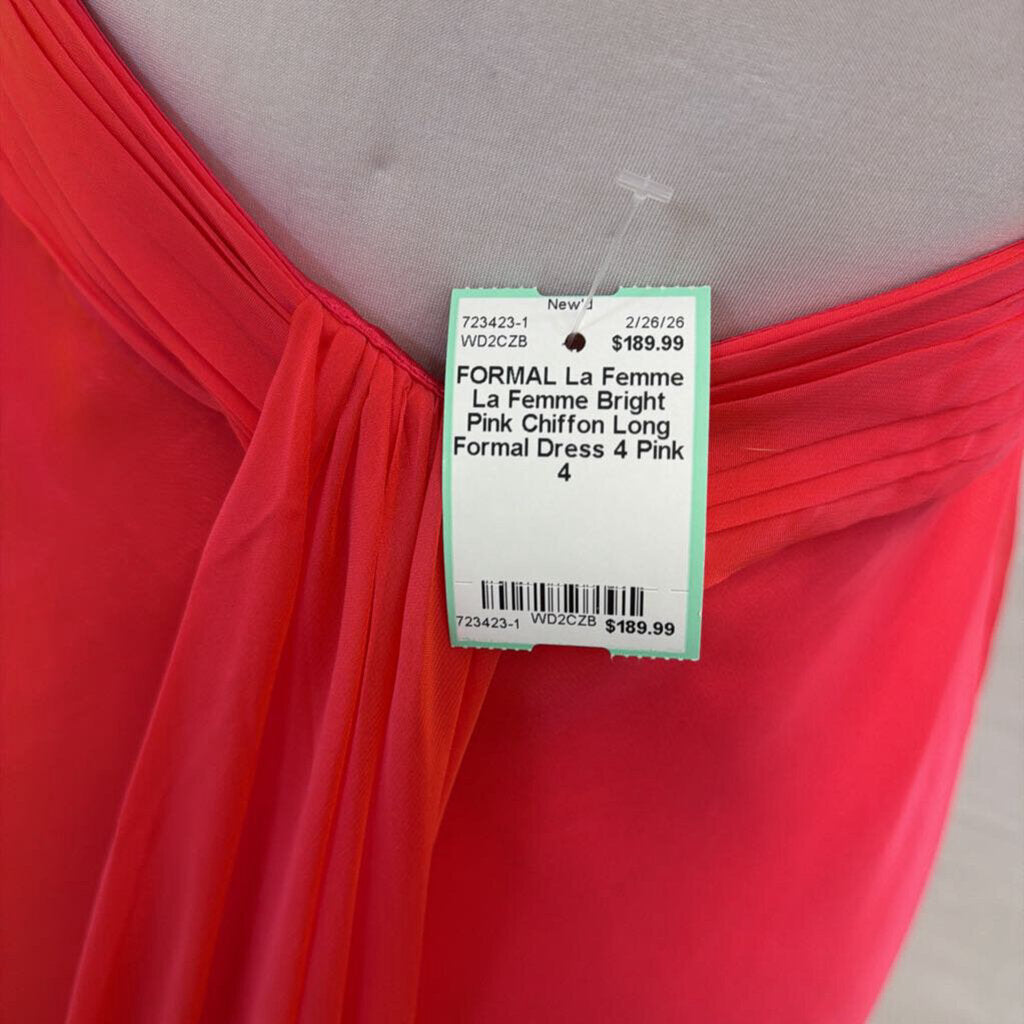 New'd
723423-1 2/26/26
WD2CZB $189.99
FORMAL La Femme
La Femme Bright
Pink Chiffon Long
Formal Dress 4 Pink
4
723423-1 WD2CZB $189.99